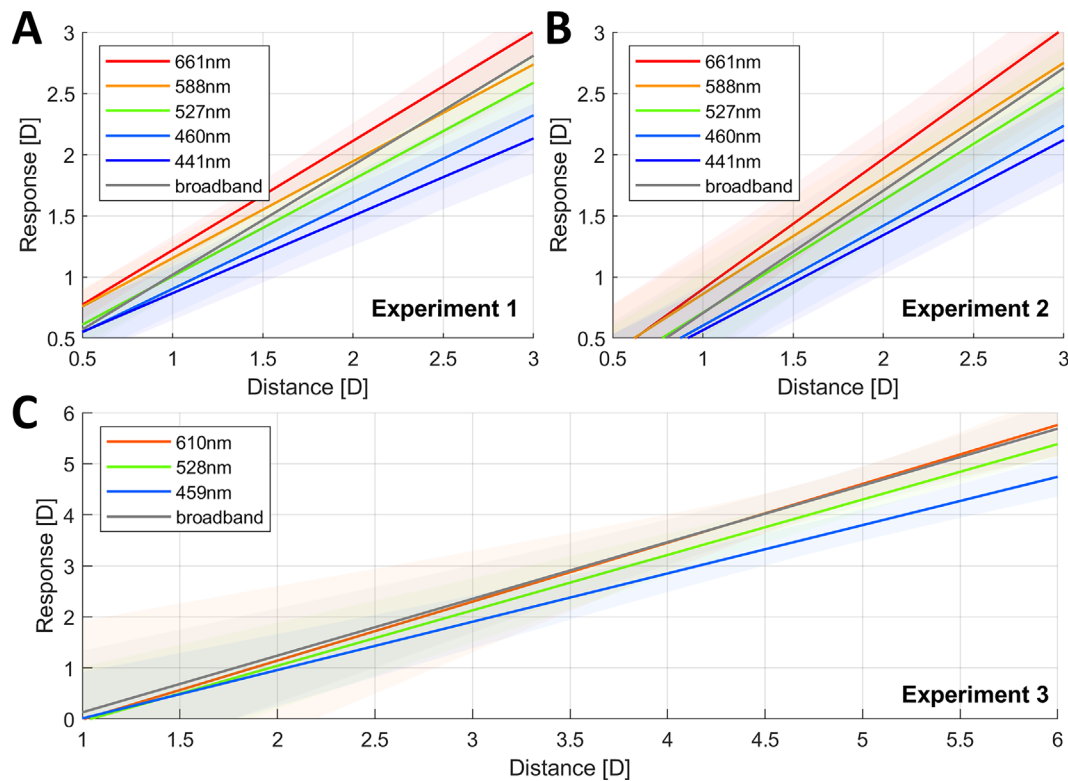 A
3
2.5
2
1.5
1
0.5
Response [D]
661nm
588nm
527nm
460nm
441nm
broadband
Experiment 1
0.5 1 1.5 2 2.5 3
Distance [D]
B
3
2.5
2
1.5
1
0.5
Response [D]
661nm
588nm
527nm
460nm
441nm
broadband
Experiment 2
0.5 1 1.5 2 2.5 3
Distance [D]
C
6
5
4
3
2
1
0
Response [D]
610nm
528nm
459nm
broadband
Experiment 3
1 1.5 2 2.5 3 3.5 4 4.5 5 5.5 6
Distance [D]